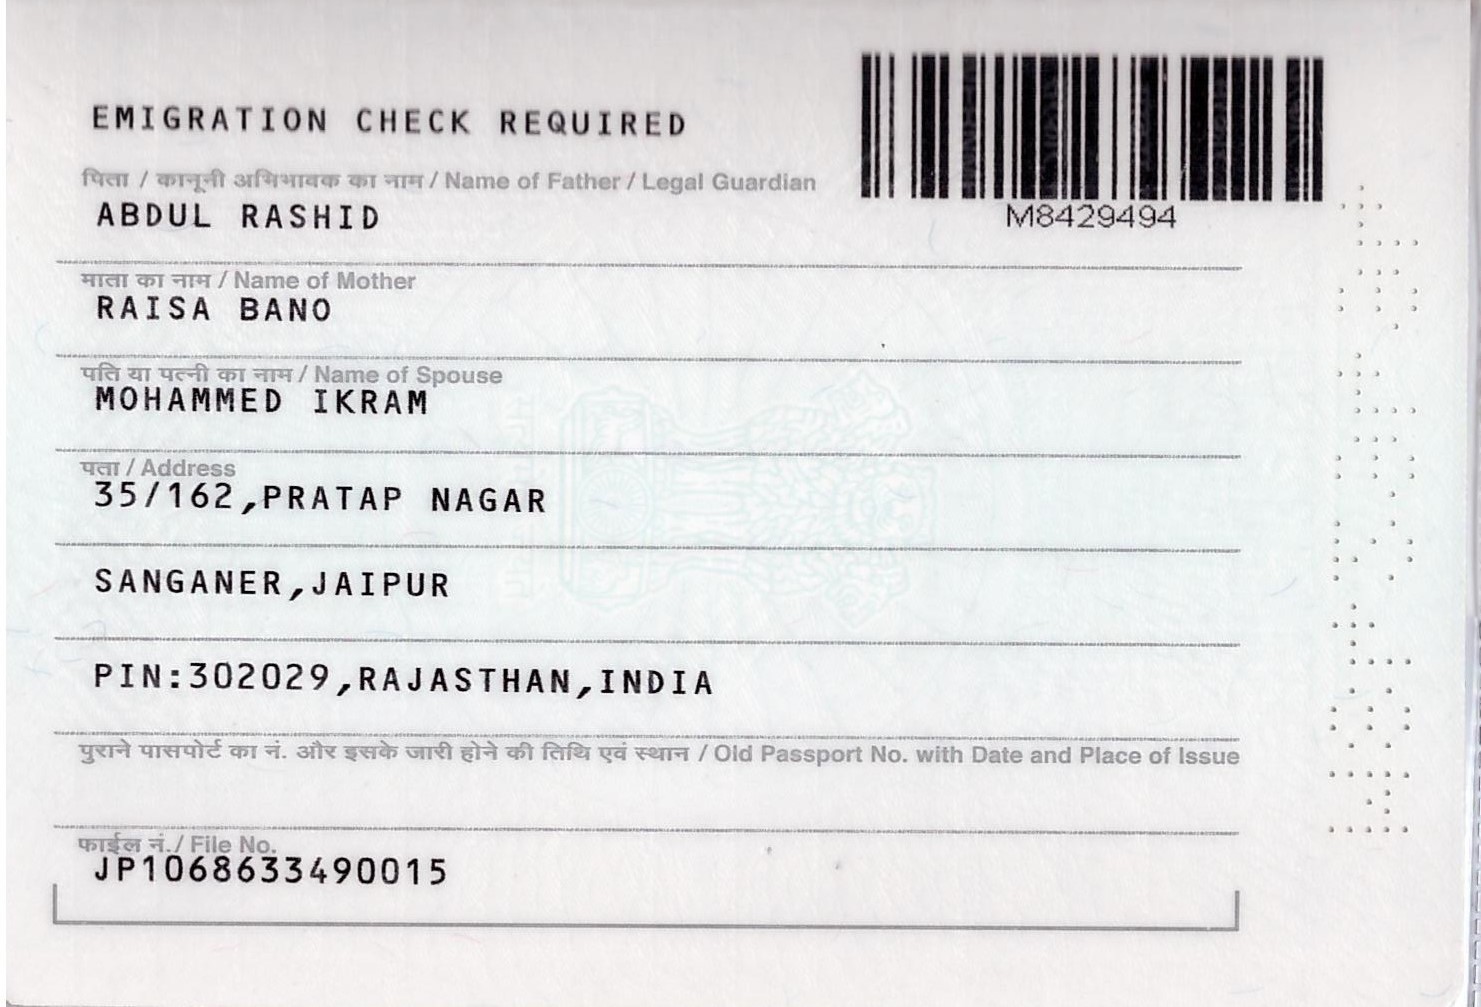 EMIGRATION CHECK REQUIRED
पिता / कानूनी अभिभावक का नाम / Name of Father / Legal Guardian
ABDUL RASHID
M8429494
माता का नाम / Name of Mother
RAISA BANO
पति या पत्नी का नाम / Name of Spouse
MOHAMMED IKRAM
पता / Address
35/162,PRATAP NAGAR
SANGANER,JAIPUR
PIN:302029,RAJASTHAN,INDIA
पुराने पासपोर्ट का नं. और इसके जारी होने की तिथि एवं स्थान / Old Passport No. with Date and Place of Issue
फाईल नं./ File No.
JP1068633490015
M8429494